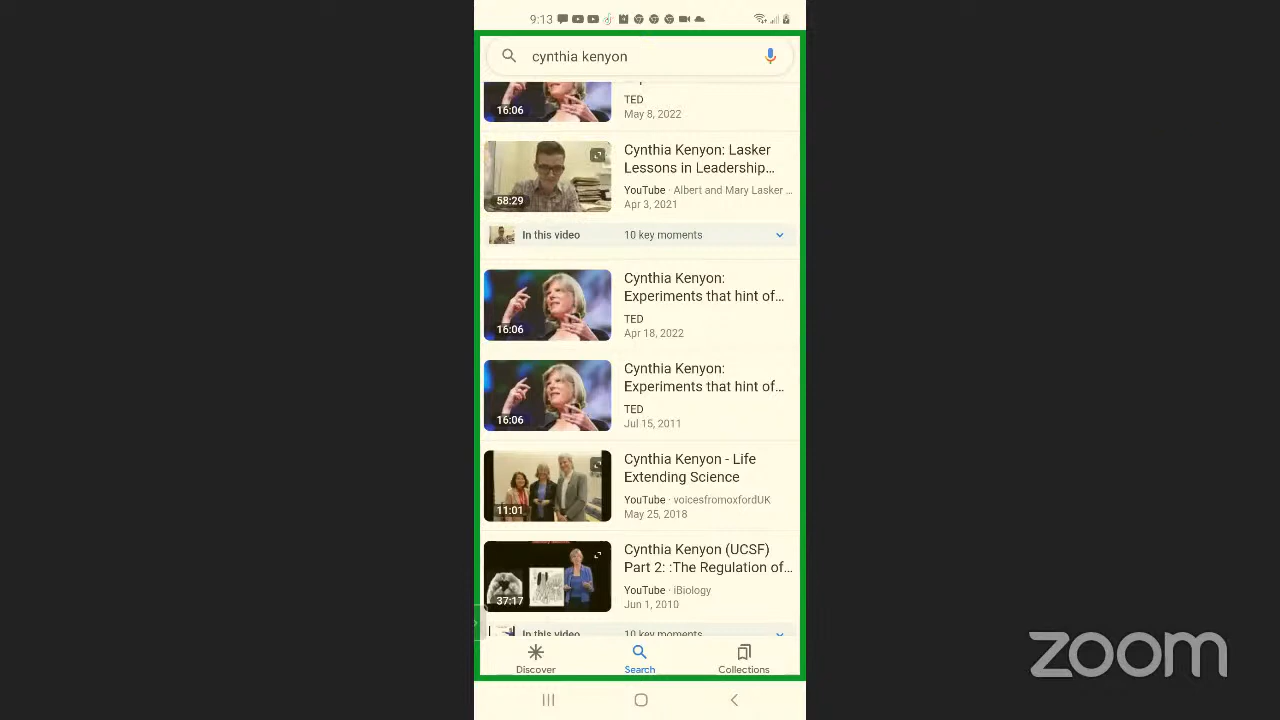 9:13
cynthia kenyon
16:06
TED
May 8, 2022
58:29
Cynthia Kenyon: Lasker
Lessons in Leadership...
YouTube · Albert and Mary Lasker ...
Apr 3, 2021
In this video
10 key moments
16:06
Cynthia Kenyon:
Experiments that hint of...
TED
Apr 18, 2022
16:06
Cynthia Kenyon:
Experiments that hint of...
TED
Jul 15, 2011
11:01
Cynthia Kenyon - Life
Extending Science
YouTube · voicesfromoxfordUK
May 25, 2018
37:17
Cynthia Kenyon (UCSF)
Part 2: :The Regulation of...
YouTube · iBiology
Jun 1, 2010
In this video
10 key moments
Discover
Search
Collections
zoom